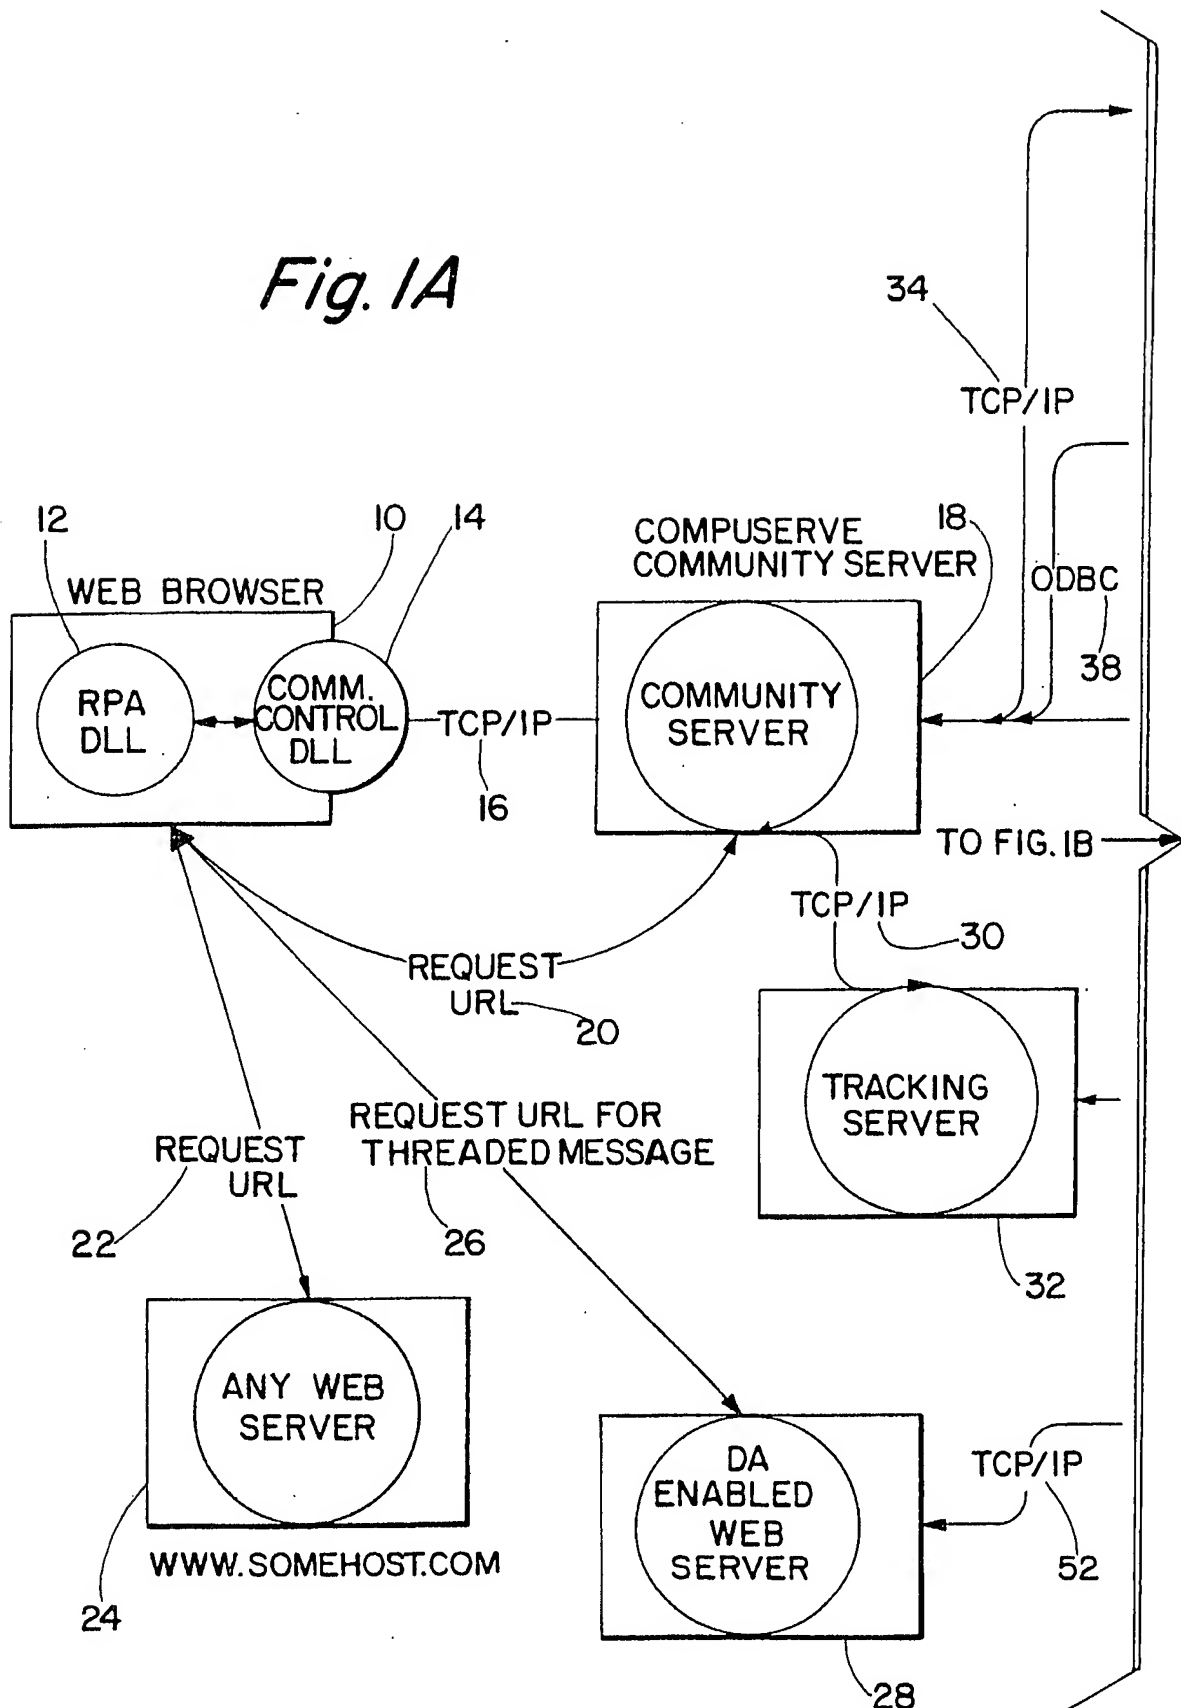 Fig. 1A
34
TCP/IP
12
10
14
COMPUSERVE
COMMUNITY SERVER
18
WEB BROWSER
ODBC
38
RPA
DLL
COMM.
CONTROL
DLL
TCP/IP
16
COMMUNITY
SERVER
TO FIG. 1B
TCP/IP
30
REQUEST
URL
20
TRACKING
SERVER
32
REQUEST URL FOR
THREADED MESSAGE
26
REQUEST
URL
22
ANY WEB
SERVER
WWW.SOMEHOST.COM
24
DA
ENABLED
WEB
SERVER
28
TCP/IP
52